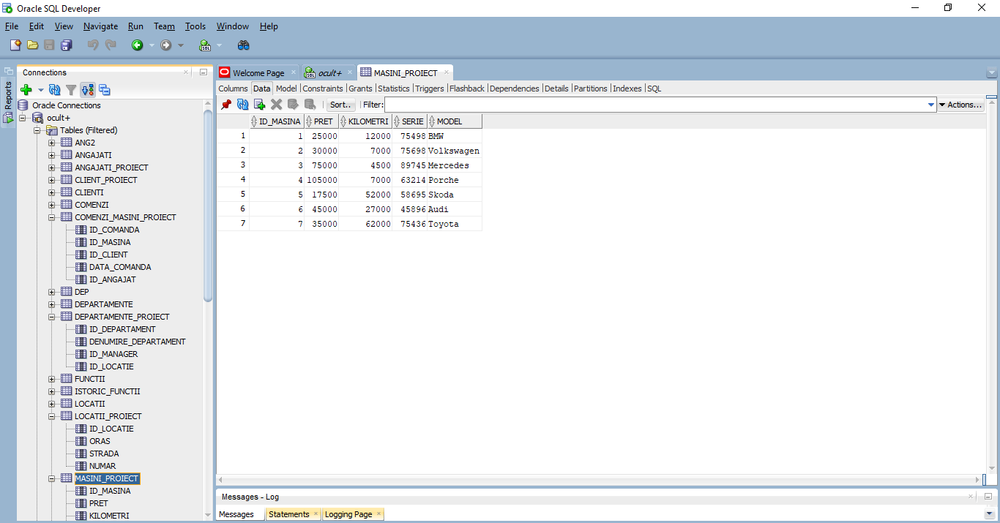 Oracle SQL Developer
File Edit View Navigate Run Team Tools Window Help
Reports
Connections
Oracle Connections
ocult+
Tables (Filtered)
ANG2
ANGAJATI
ANGAJATI_PROIECT
CLIENT_PROIECT
CLIENTI
COMENZI
COMENZI_MASINI_PROIECT
ID_COMANDA
ID_MASINA
ID_CLIENT
DATA_COMANDA
ID_ANGAJAT
DEP
DEPARTAMENTE
DEPARTAMENTE_PROIECT
ID_DEPARTAMENT
DENUMIRE_DEPARTAMENT
ID_MANAGER
ID_LOCATIE
FUNCTII
ISTORIC_FUNCTII
LOCATII
LOCATII_PROIECT
ID_LOCATIE
ORAS
STRADA
NUMAR
MASINI_PROIECT
ID_MASINA
PRET
KILOMETRI
Welcome Page ocult+ MASINI_PROIECT
Columns Data Model Constraints Grants Statistics Triggers Flashback Dependencies Details Partitions Indexes SQL
Sort.. Filter: Actions...
ID_MASINA PRET KILOMETRI SERIE MODEL
1 1 25000 12000 75498 BMW
2 2 30000 7000 75698 Volkswagen
3 3 75000 4500 89745 Mercedes
4 4 105000 7000 63214 Porche
5 5 17500 52000 58695 Skoda
6 6 45000 27000 45896 Audi
7 7 35000 62000 75436 Toyota
Messages - Log
Messages Statements Logging Page